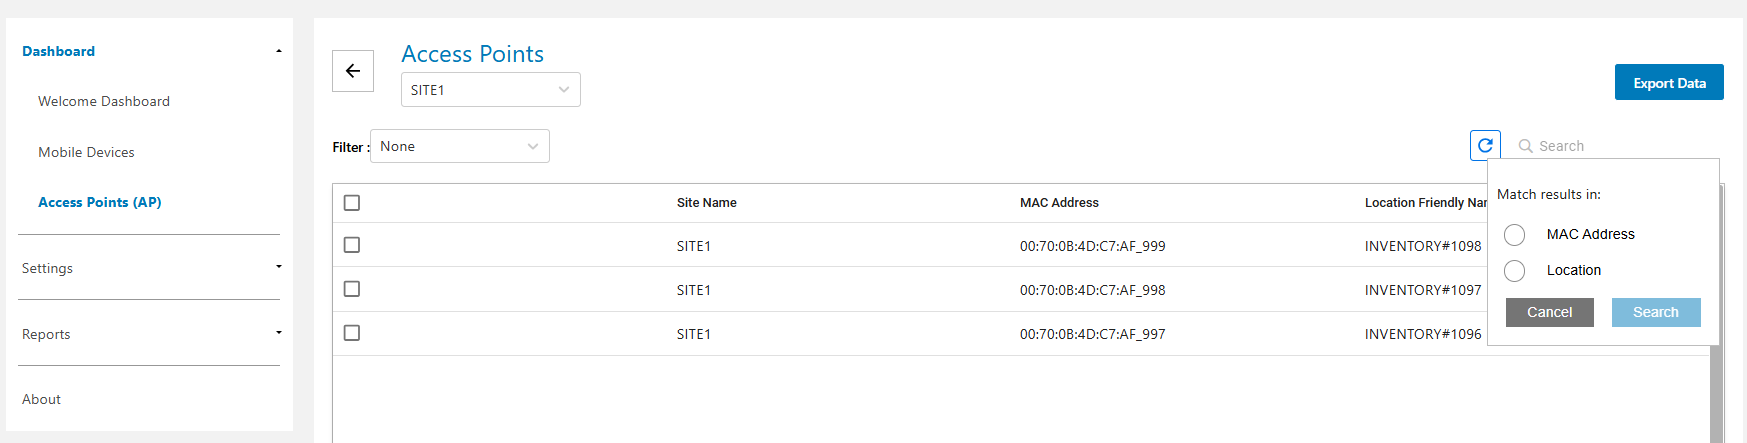 Dashboard
Welcome Dashboard
Mobile Devices
Access Points (AP)
Settings
Reports
About
Access Points
SITE1
Export Data
Filter :
None
Search
Site Name
MAC Address
Location Friendly Nar
SITE1
00:70:0B:4D:C7:AF_999
INVENTORY#1098
SITE1
00:70:0B:4D:C7:AF_998
INVENTORY#1097
SITE1
00:70:0B:4D:C7:AF_997
INVENTORY#1096
Match results in:
MAC Address
Location
Cancel
Search